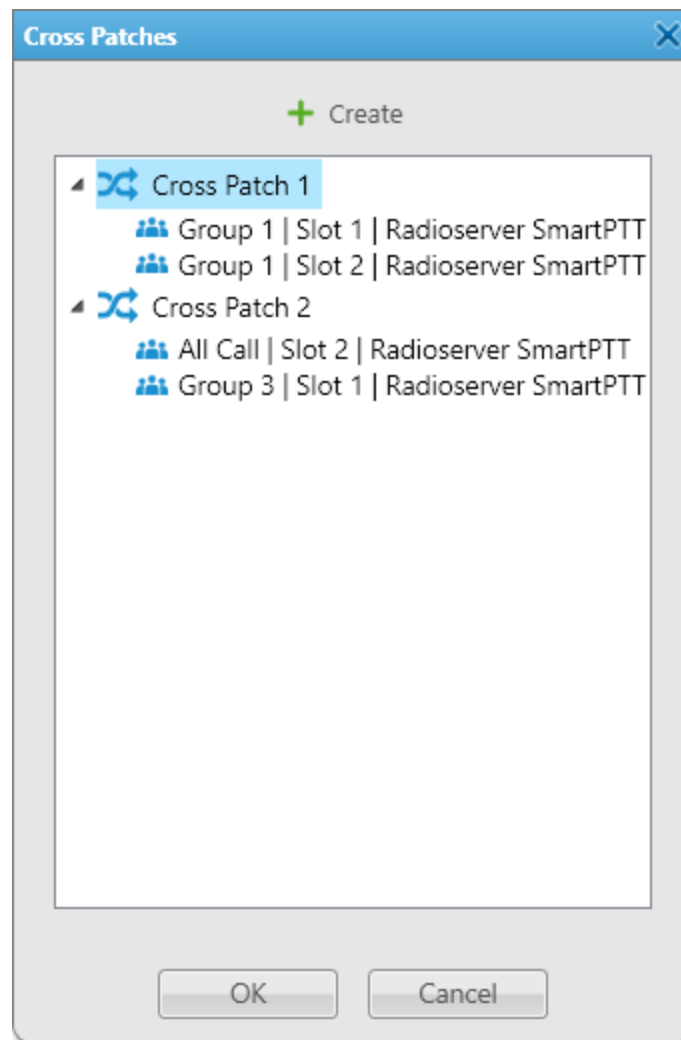 Cross Patches
Create
Cross Patch 1
Group 1 | Slot 1 | Radioserver SmartPTT
Group 1 | Slot 2 | Radioserver SmartPTT
Cross Patch 2
All Call | Slot 2 | Radioserver SmartPTT
Group 3 | Slot 1 | Radioserver SmartPTT
OK Cancel